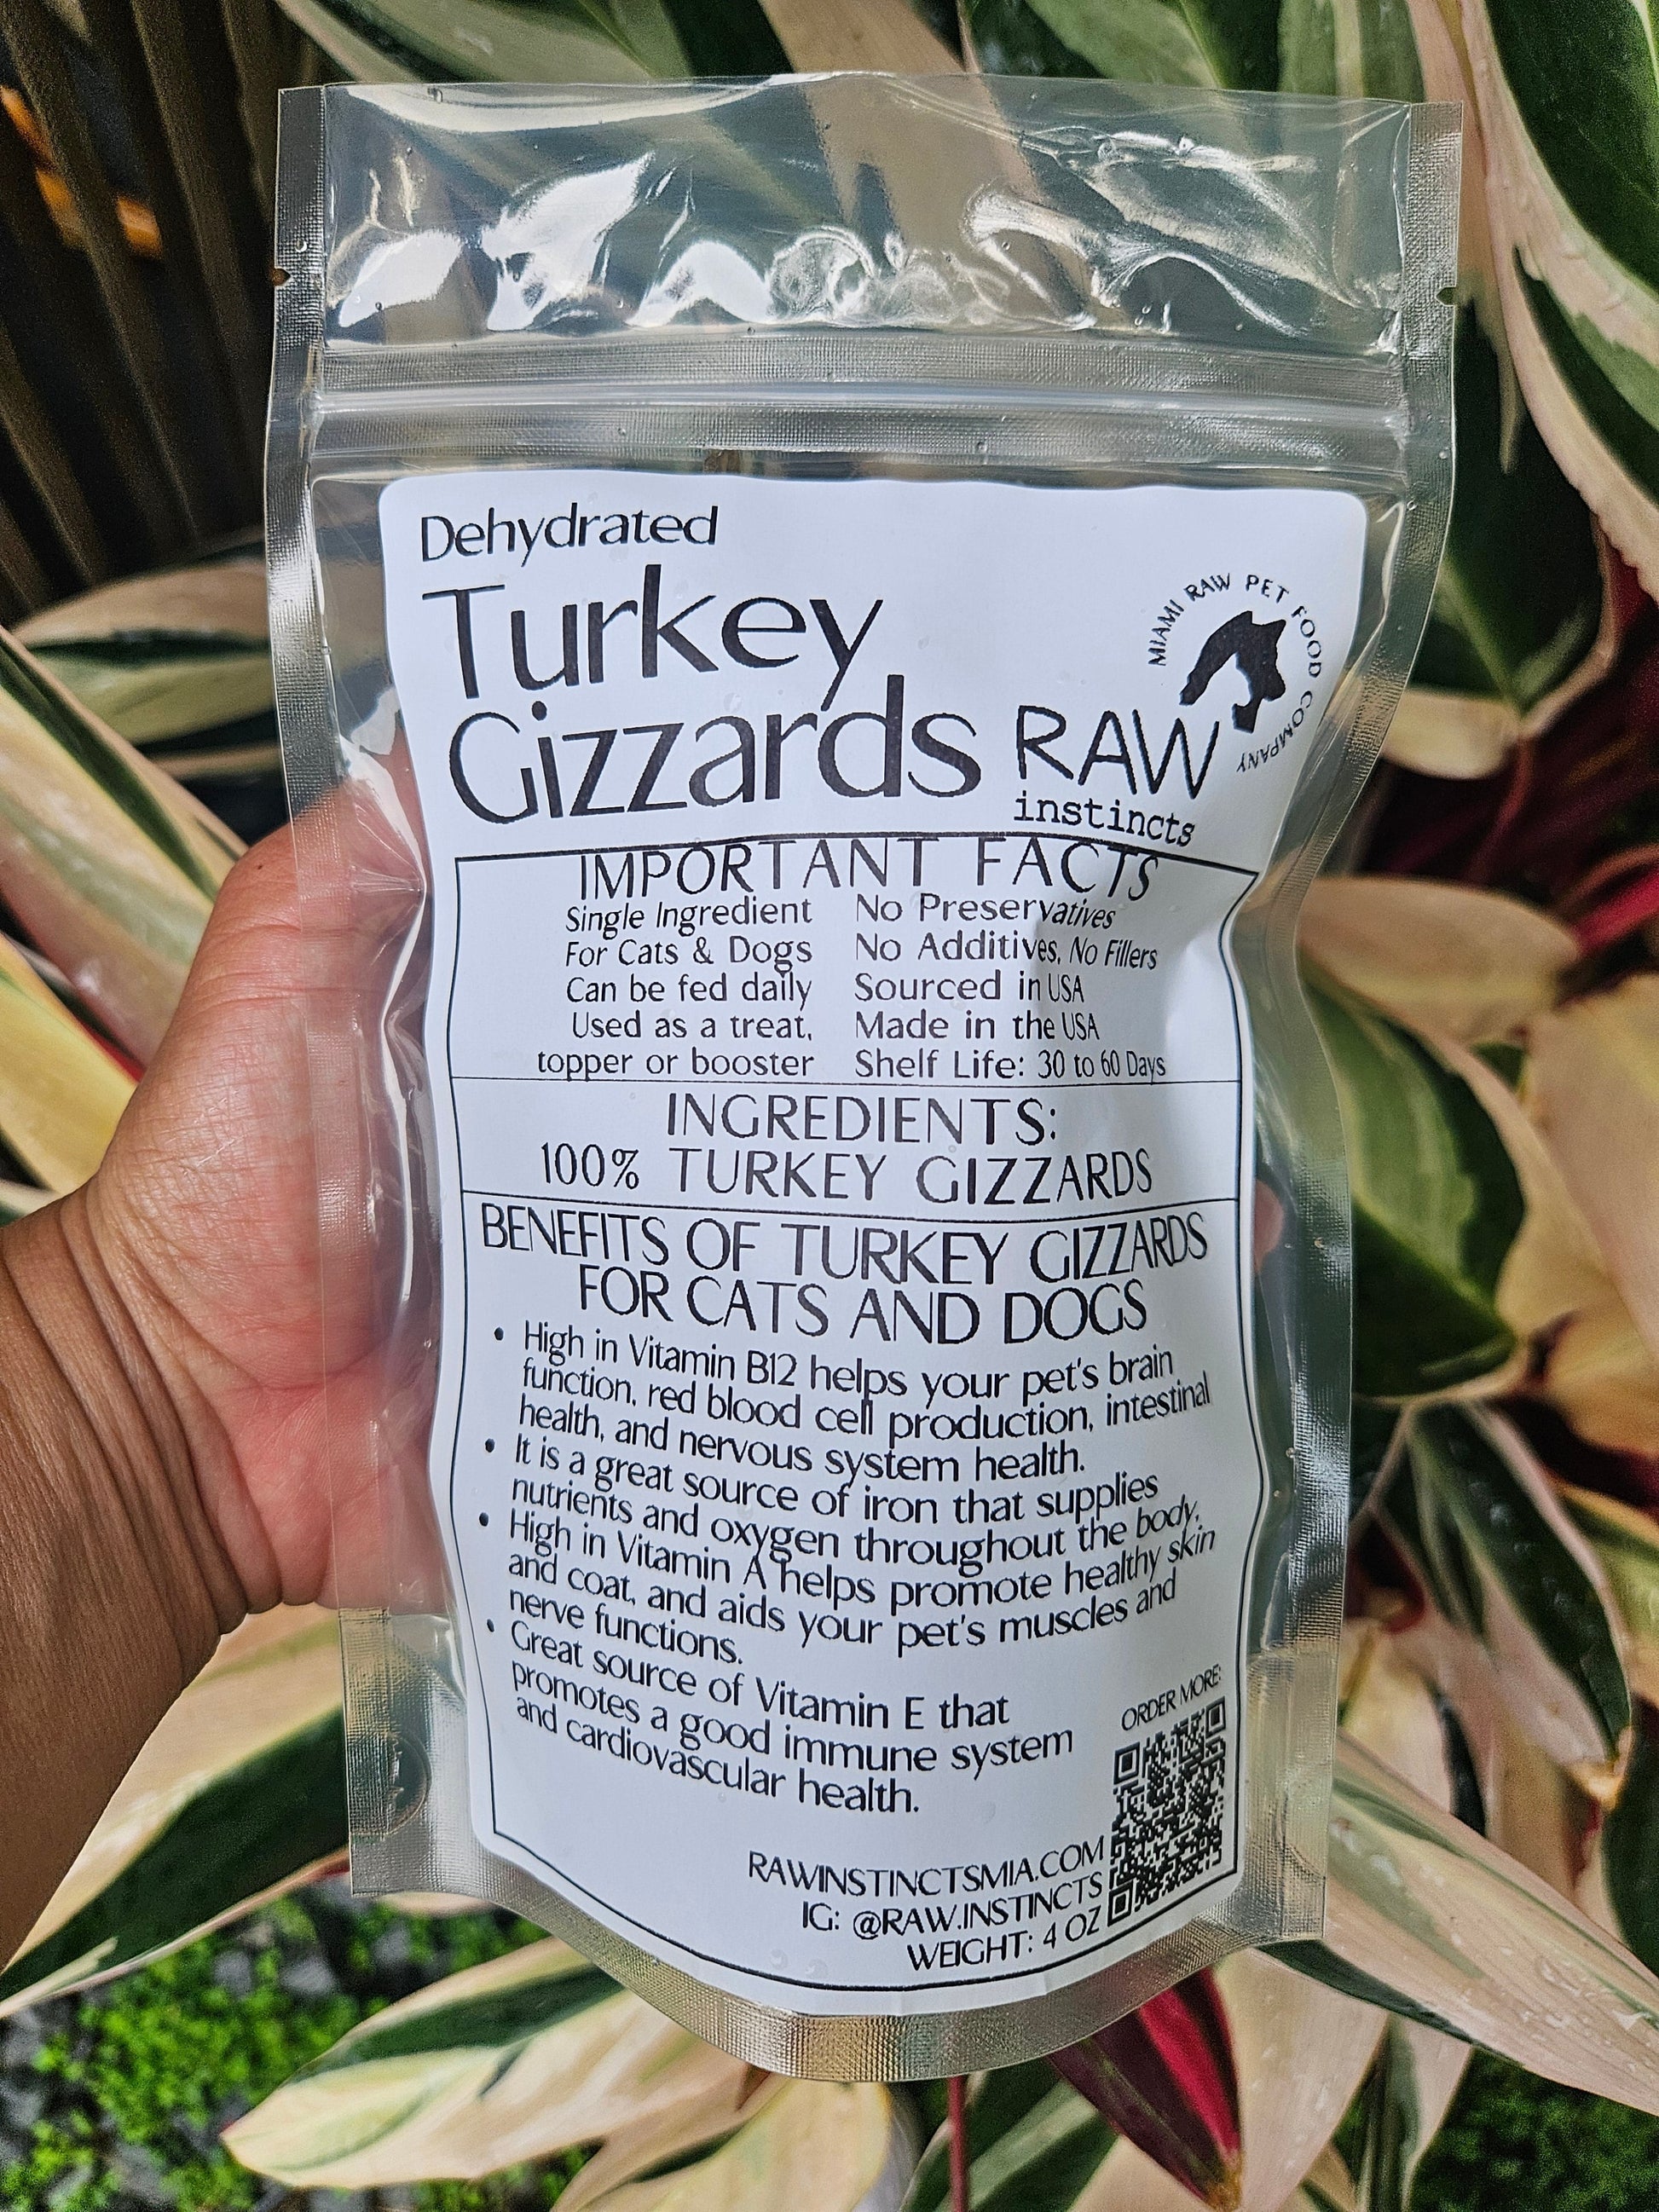 Dehydrated
Turkey
Gizzards
MIAMI RAW PET FOOD COMPANY
RAW
instincts
IMPORTANT FACTS
Single Ingredient
For Cats & Dogs
Can be fed daily
Used as a treat,
topper or booster
No Preservatives
No Additives, No Fillers
Sourced in USA
Made in the USA
Shelf Life: 30 to 60 Days
INGREDIENTS:
100% TURKEY GIZZARDS
BENEFITS OF TURKEY GIZZARDS
FOR CATS AND DOGS
• High in Vitamin B12 helps your pet's brain
function, red blood cell production, intestinal
health, and nervous system health.
• It is a great source of iron that supplies
nutrients and oxygen throughout the body.
• High in Vitamin A helps promote healthy skin
and coat, and aids your pet's muscles and
nerve functions.
• Great source of Vitamin E that
promotes a good immune system
and cardiovascular health.
ORDER MORE:
RAWINSTINCTSMIA.COM
IG: @RAW.INSTINCTS
WEIGHT: 4 OZ